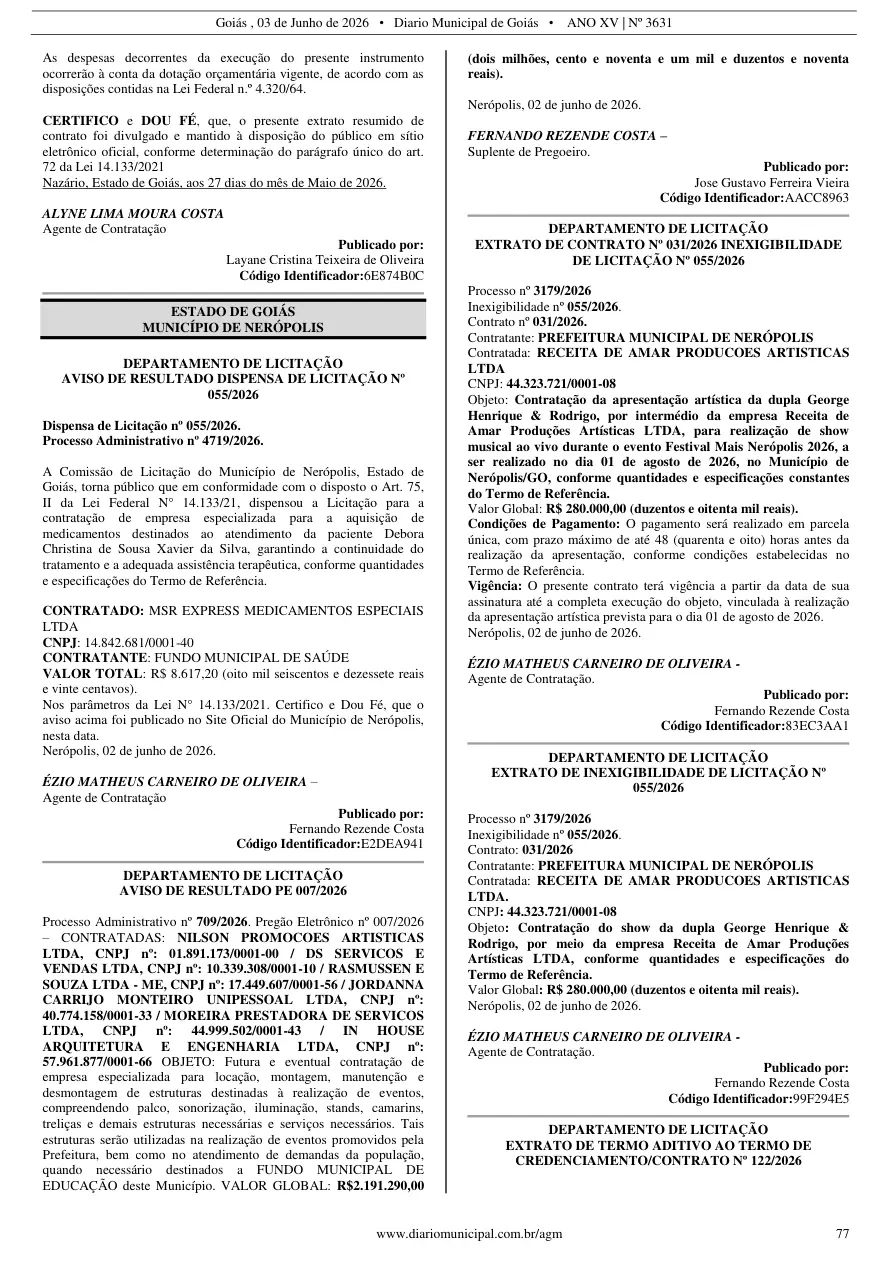 Goiás , 03 de Junho de 2026 • Diario Municipal de Goiás • ANO XV | Nº 3631
As despesas decorrentes da execução do presente instrumento
ocorrerão à conta da dotação orçamentária vigente, de acordo com as
disposições contidas na Lei Federal n.º 4.320/64.
CERTIFICO e DOU FÉ, que, o presente extrato resumido de
contrato foi divulgado e mantido à disposição do público em sítio
eletrônico oficial, conforme determinação do parágrafo único do art.
72 da Lei 14.133/2021
Nazário, Estado de Goiás, aos 27 dias do mês de Maio de 2026.
ALYNE LIMA MOURA COSTA
Agente de Contratação
Publicado por:
Layane Cristina Teixeira de Oliveira
Código Identificador:6E874B0C
ESTADO DE GOIÁS
MUNICÍPIO DE NERÓPOLIS
DEPARTAMENTO DE LICITAÇÃO
AVISO DE RESULTADO DISPENSA DE LICITAÇÃO Nº
055/2026
Dispensa de Licitação nº 055/2026.
Processo Administrativo nº 4719/2026.
A Comissão de Licitação do Município de Nerópolis, Estado de
Goiás, torna público que em conformidade com o disposto o Art. 75,
II da Lei Federal N° 14.133/21, dispensou a Licitação para a
contratação de empresa especializada para a aquisição de
medicamentos destinados ao atendimento da paciente Debora
Christina de Sousa Xavier da Silva, garantindo a continuidade do
tratamento e a adequada assistência terapêutica, conforme quantidades
e especificações do Termo de Referência.
CONTRATADO: MSR EXPRESS MEDICAMENTOS ESPECIAIS
LTDA
CNPJ: 14.842.681/0001-40
CONTRATANTE: FUNDO MUNICIPAL DE SAÚDE
VALOR TOTAL: R$ 8.617,20 (oito mil seiscentos e dezessete reais
e vinte centavos).
Nos parâmetros da Lei N° 14.133/2021. Certifico e Dou Fé, que o
aviso acima foi publicado no Site Oficial do Município de Nerópolis,
nesta data.
Nerópolis, 02 de junho de 2026.
ÉZIO MATHEUS CARNEIRO DE OLIVEIRA –
Agente de Contratação
Publicado por:
Fernando Rezende Costa
Código Identificador:E2DEA941
DEPARTAMENTO DE LICITAÇÃO
AVISO DE RESULTADO PE 007/2026
Processo Administrativo nº 709/2026. Pregão Eletrônico nº 007/2026
– CONTRATADAS: NILSON PROMOCOES ARTISTICAS
LTDA, CNPJ nº: 01.891.173/0001-00 / DS SERVICOS E
VENDAS LTDA, CNPJ nº: 10.339.308/0001-10 / RASMUSSEN E
SOUZA LTDA - ME, CNPJ nº: 17.449.607/0001-56 / JORDANNA
CARRIJO MONTEIRO UNIPESSOAL LTDA, CNPJ nº:
40.774.158/0001-33 / MOREIRA PRESTADORA DE SERVICOS
LTDA, CNPJ nº: 44.999.502/0001-43 / IN HOUSE
ARQUITETURA E ENGENHARIA LTDA, CNPJ nº:
57.961.877/0001-66 OBJETO: Futura e eventual contratação de
empresa especializada para locação, montagem, manutenção e
desmontagem de estruturas destinadas à realização de eventos,
compreendendo palco, sonorização, iluminação, stands, camarins,
treliças e demais estruturas necessárias e serviços necessários. Tais
estruturas serão utilizadas na realização de eventos promovidos pela
Prefeitura, bem como no atendimento de demandas da população,
quando necessário destinados a FUNDO MUNICIPAL DE
EDUCAÇÃO deste Município. VALOR GLOBAL: R$2.191.290,00
(dois milhões, cento e noventa e um mil e duzentos e noventa
reais).
Nerópolis, 02 de junho de 2026.
FERNANDO REZENDE COSTA –
Suplente de Pregoeiro.
Publicado por:
Jose Gustavo Ferreira Vieira
Código Identificador:AACC8963
DEPARTAMENTO DE LICITAÇÃO
EXTRATO DE CONTRATO Nº 031/2026 INEXIGIBILIDADE
DE LICITAÇÃO Nº 055/2026
Processo nº 3179/2026
Inexigibilidade nº 055/2026.
Contrato nº 031/2026.
Contratante: PREFEITURA MUNICIPAL DE NERÓPOLIS
Contratada: RECEITA DE AMAR PRODUCOES ARTISTICAS
LTDA
CNPJ: 44.323.721/0001-08
Objeto: Contratação da apresentação artística da dupla George
Henrique & Rodrigo, por intermédio da empresa Receita de
Amar Produções Artísticas LTDA, para realização de show
musical ao vivo durante o evento Festival Mais Nerópolis 2026, a
ser realizado no dia 01 de agosto de 2026, no Município de
Nerópolis/GO, conforme quantidades e especificações constantes
do Termo de Referência.
Valor Global: R$ 280.000,00 (duzentos e oitenta mil reais).
Condições de Pagamento: O pagamento será realizado em parcela
única, com prazo máximo de até 48 (quarenta e oito) horas antes da
realização da apresentação, conforme condições estabelecidas no
Termo de Referência.
Vigência: O presente contrato terá vigência a partir da data de sua
assinatura até a completa execução do objeto, vinculada à realização
da apresentação artística prevista para o dia 01 de agosto de 2026.
Nerópolis, 02 de junho de 2026.
ÉZIO MATHEUS CARNEIRO DE OLIVEIRA -
Agente de Contratação.
Publicado por:
Fernando Rezende Costa
Código Identificador:83EC3AA1
DEPARTAMENTO DE LICITAÇÃO
EXTRATO DE INEXIGIBILIDADE DE LICITAÇÃO Nº
055/2026
Processo nº 3179/2026
Inexigibilidade nº 055/2026.
Contrato: 031/2026
Contratante: PREFEITURA MUNICIPAL DE NERÓPOLIS
Contratada: RECEITA DE AMAR PRODUCOES ARTISTICAS
LTDA.
CNPJ: 44.323.721/0001-08
Objeto: Contratação do show da dupla George Henrique &
Rodrigo, por meio da empresa Receita de Amar Produções
Artísticas LTDA, conforme quantidades e especificações do
Termo de Referência.
Valor Global: R$ 280.000,00 (duzentos e oitenta mil reais).
Nerópolis, 02 de junho de 2026.
ÉZIO MATHEUS CARNEIRO DE OLIVEIRA -
Agente de Contratação.
Publicado por:
Fernando Rezende Costa
Código Identificador:99F294E5
DEPARTAMENTO DE LICITAÇÃO
EXTRATO DE TERMO ADITIVO AO TERMO DE
CREDENCIAMENTO/CONTRATO Nº 122/2026
www.diariomunicipal.com.br/agm 77